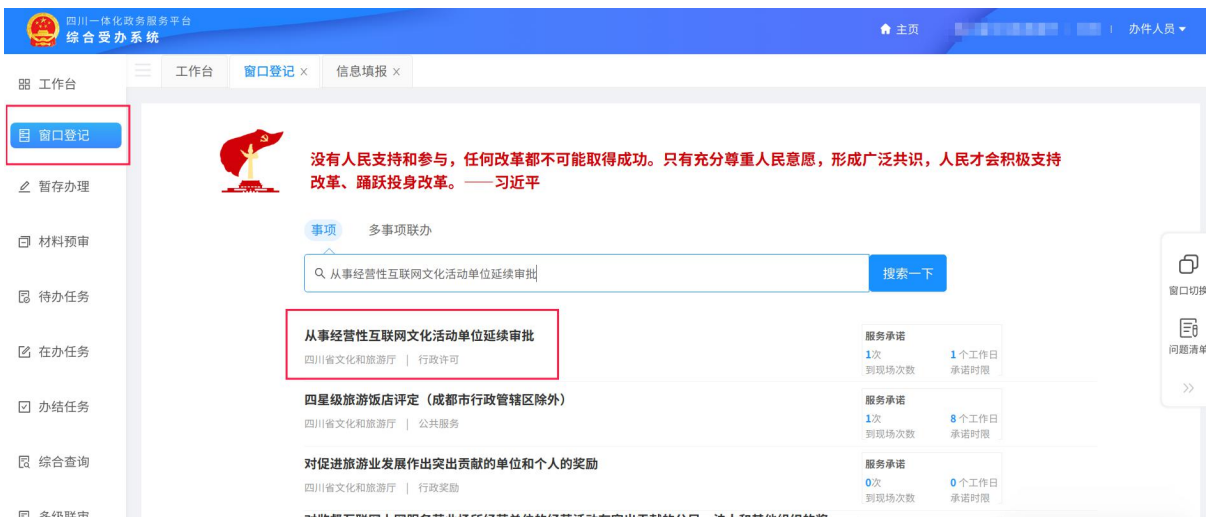 四川一体化政务服务平台
综合受办系统
主页
办件人员
工作台
窗口登记
信息填报
工作台
窗口登记
暂存办理
材料预审
待办任务
在办任务
办结任务
综合查询
没有人民支持和参与，任何改革都不可能取得成功。只有充分尊重人民意愿，形成广泛共识，人民才会积极支持
改革、踊跃投身改革。——习近平
事项 多事项联办
从事经营性互联网文化活动单位延续审批
搜索一下
从事经营性互联网文化活动单位延续审批
四川省文化和旅游厅 | 行政许可
服务承诺
1次 1个工作日
到现场次数 承诺时限
四星级旅游饭店评定（成都市行政管辖区除外）
四川省文化和旅游厅 | 公共服务
服务承诺
1次 8个工作日
到现场次数 承诺时限
对促进旅游业发展作出突出贡献的单位和个人的奖励
四川省文化和旅游厅 | 行政奖励
服务承诺
0次 0个工作日
到现场次数 承诺时限
窗口切换
问题清单